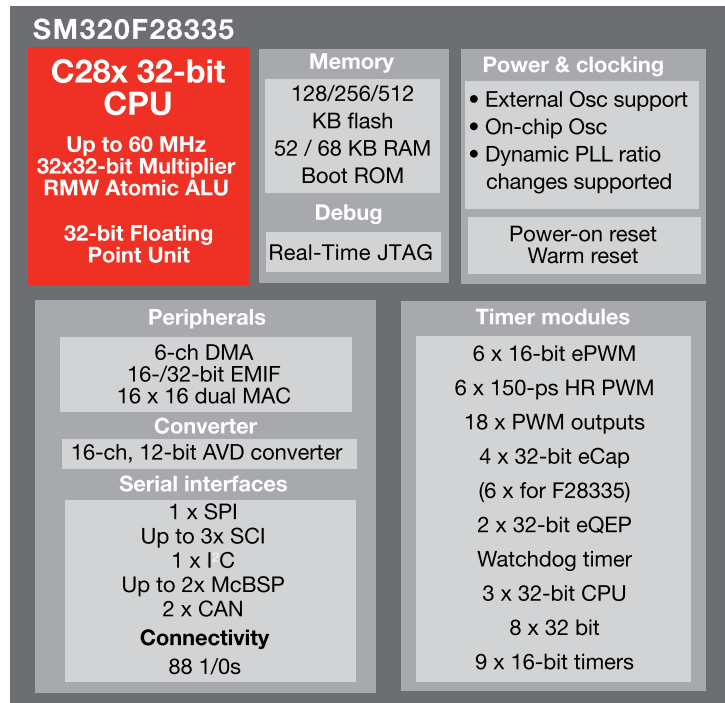 SM320F28335
C28x 32-bit
CPU
Up to 60 MHz
32x32-bit Multiplier
RMW Atomic ALU
32-bit Floating
Point Unit
Memory
128/256/512
KB flash
52 / 68 KB RAM
Boot ROM
Debug
Real-Time JTAG
Power & clocking
• External Osc support
• On-chip Osc
• Dynamic PLL ratio
changes supported
Power-on reset
Warm reset
Peripherals
6-ch DMA
16-/32-bit EMIF
16 x 16 dual MAC
Converter
16-ch, 12-bit AVD converter
Serial interfaces
1 x SPI
Up to 3x SCI
1 x I²C
Up to 2x McBSP
2 x CAN
Connectivity
88 1/0s
Timer modules
6 x 16-bit ePWM
6 x 150-ps HR PWM
18 x PWM outputs
4 x 32-bit eCap
(6 x for F28335)
2 x 32-bit eQEP
Watchdog timer
3 x 32-bit CPU
8 x 32 bit
9 x 16-bit timers